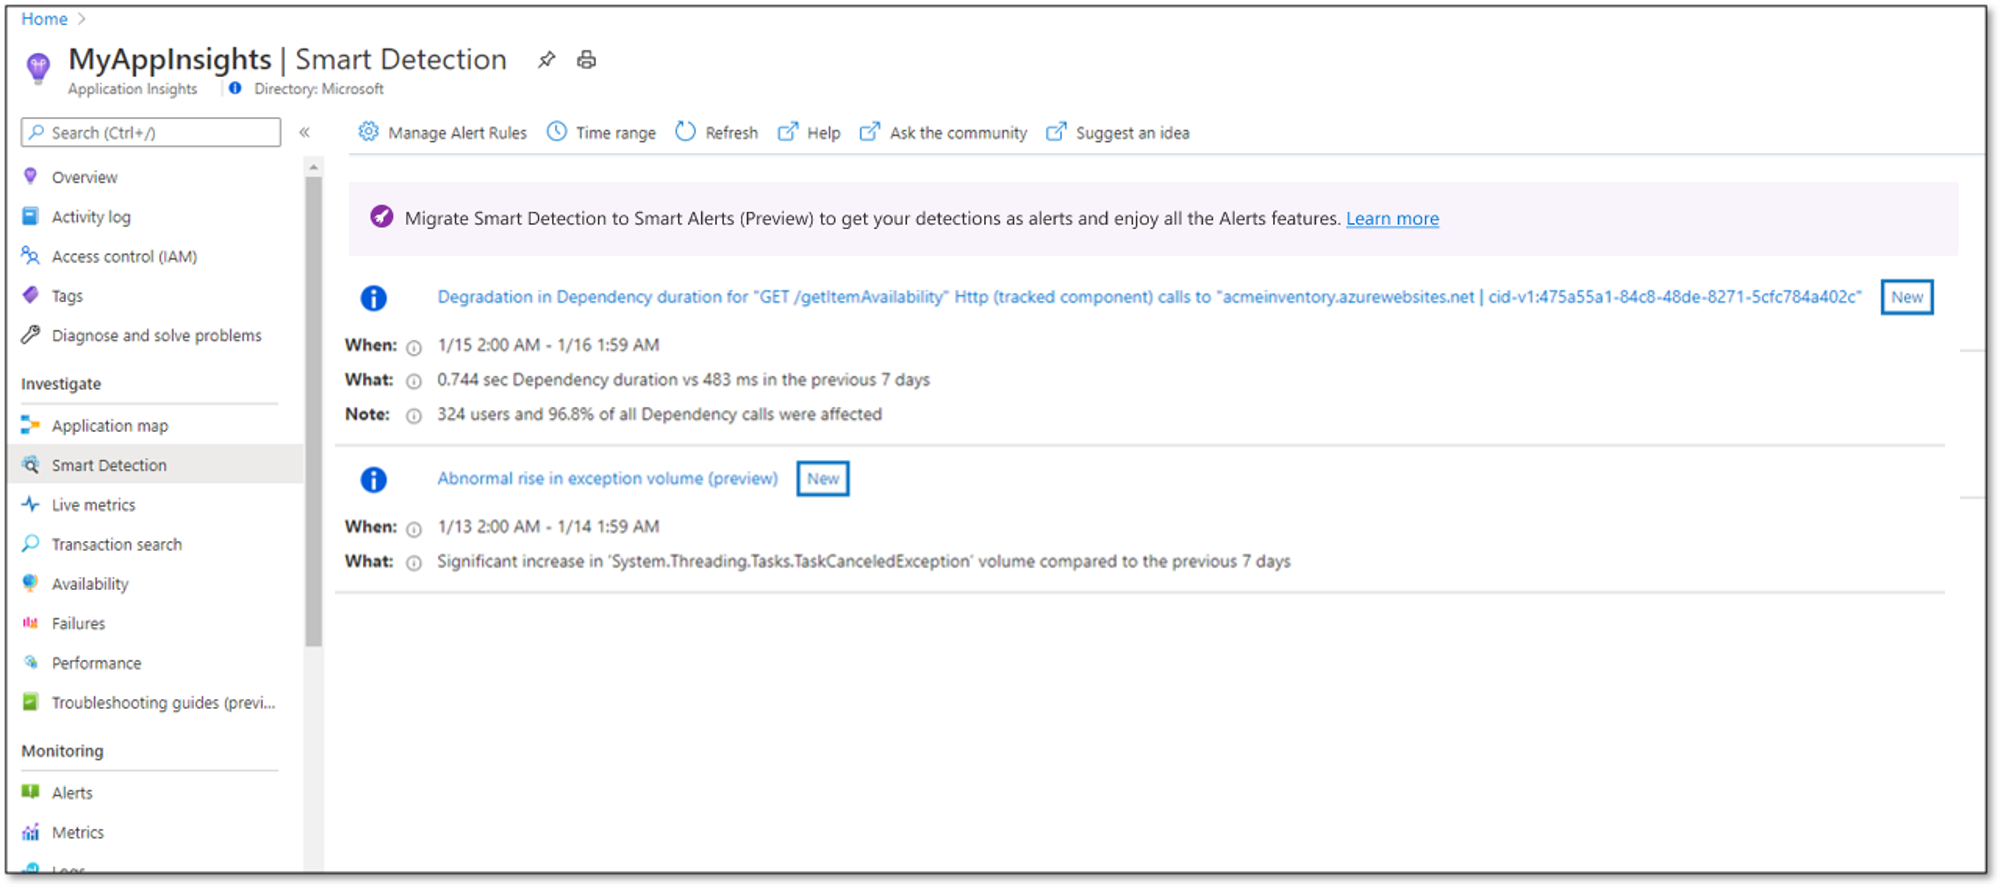 Home >
MyAppInsights | Smart Detection
Application Insights Directory: Microsoft
Search (Ctrl+/) «
Manage Alert Rules Time range Refresh Help Ask the community Suggest an idea
Overview
Activity log
Access control (IAM)
Tags
Diagnose and solve problems
Investigate
Application map
Smart Detection
Live metrics
Transaction search
Availability
Failures
Performance
Troubleshooting guides (previ...
Monitoring
Alerts
Metrics
Logs
Migrate Smart Detection to Smart Alerts (Preview) to get your detections as alerts and enjoy all the Alerts features. Learn more
Degradation in Dependency duration for "GET /getItemAvailability" Http (tracked component) calls to "acmeinventory.azurewebsites.net | cid-v1:475a55a1-84c8-48de-8271-5cfc784a402c" New
When: 1/15 2:00 AM - 1/16 1:59 AM
What: 0.744 sec Dependency duration vs 483 ms in the previous 7 days
Note: 324 users and 96.8% of all Dependency calls were affected
Abnormal rise in exception volume (preview) New
When: 1/13 2:00 AM - 1/14 1:59 AM
What: Significant increase in 'System.Threading.Tasks.TaskCanceledException' volume compared to the previous 7 days